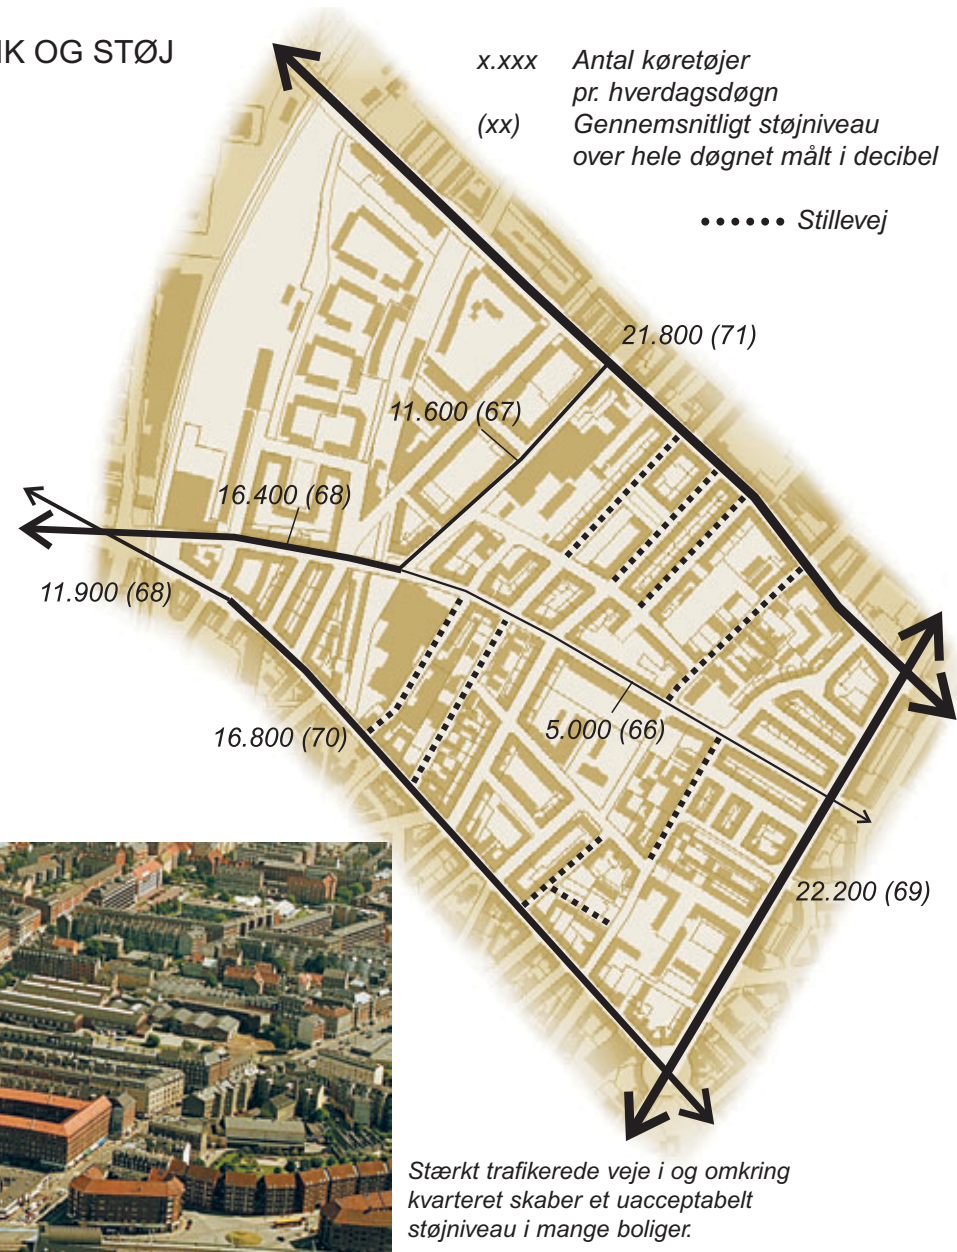 IK OG STØJ
x.xxx Antal køretøjer
pr. hverdagsdøgn
(xx) Gennemsnitligt støjniveau
over hele døgnet målt i decibel
Stillevej
21.800 (71)
11.600 (67)
16.400 (68)
11.900 (68)
16.800 (70)
5.000 (66)
22.200 (69)
Stærkt trafikerede veje i og omkring
kvarteret skaber et uacceptabelt
støjniveau i mange boliger.